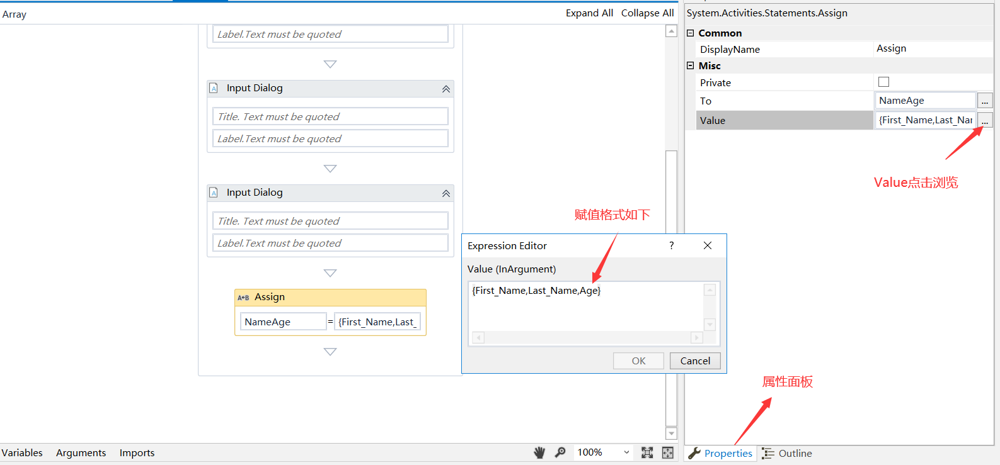 Array
Expand All
Collapse All
Label.Text must be quoted
Input Dialog
Title. Text must be quoted
Label.Text must be quoted
Input Dialog
Title. Text must be quoted
Label.Text must be quoted
A←B Assign
NameAge = {First_Name,Last_
赋值格式如下
Expression Editor ?
Value (InArgument)
{First_Name,Last_Name,Age}
OK
Cancel
System.Activities.Statements.Assign
Common
DisplayName Assign
Misc
Private
To NameAge ...
Value {First_Name,Last_Nar ...
Value点击浏览
属性面板
Variables
Arguments
Imports
100%
Properties
Outline